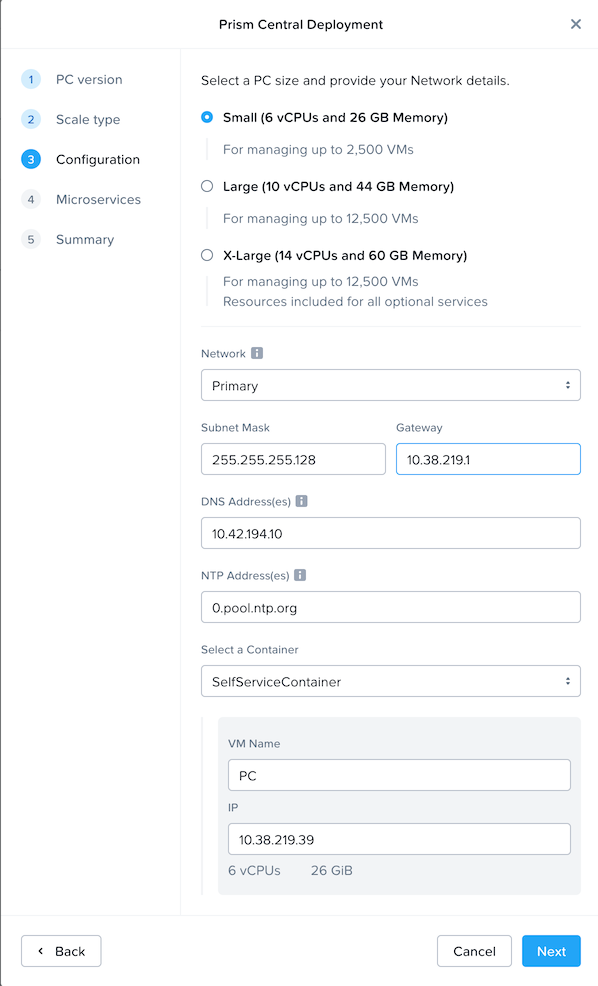 Prism Central Deployment
1 PC version
2 Scale type
3 Configuration
4 Microservices
5 Summary
Select a PC size and provide your Network details.
Small (6 vCPUs and 26 GB Memory)
For managing up to 2,500 VMs
Large (10 vCPUs and 44 GB Memory)
For managing up to 12,500 VMs
X-Large (14 vCPUs and 60 GB Memory)
For managing up to 12,500 VMs
Resources included for all optional services
Network
Primary
Subnet Mask Gateway
255.255.255.128 10.38.219.1
DNS Address(es)
10.42.194.10
NTP Address(es)
0.pool.ntp.org
Select a Container
SelfServiceContainer
VM Name
PC
IP
10.38.219.39
6 vCPUs 26 GiB
Back Cancel Next